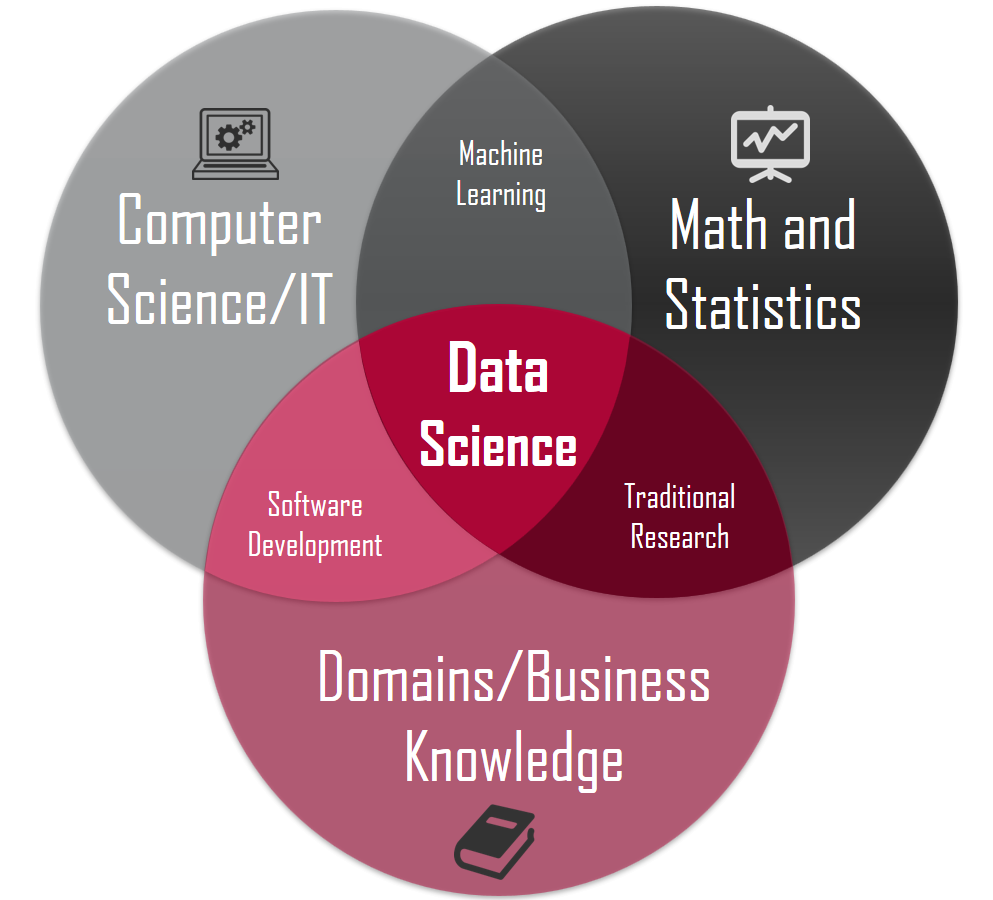 Machine
Learning
Computer
Science/IT
Math and
Statistics
Data
Science
Software
Development
Traditional
Research
Domains/Business
Knowledge